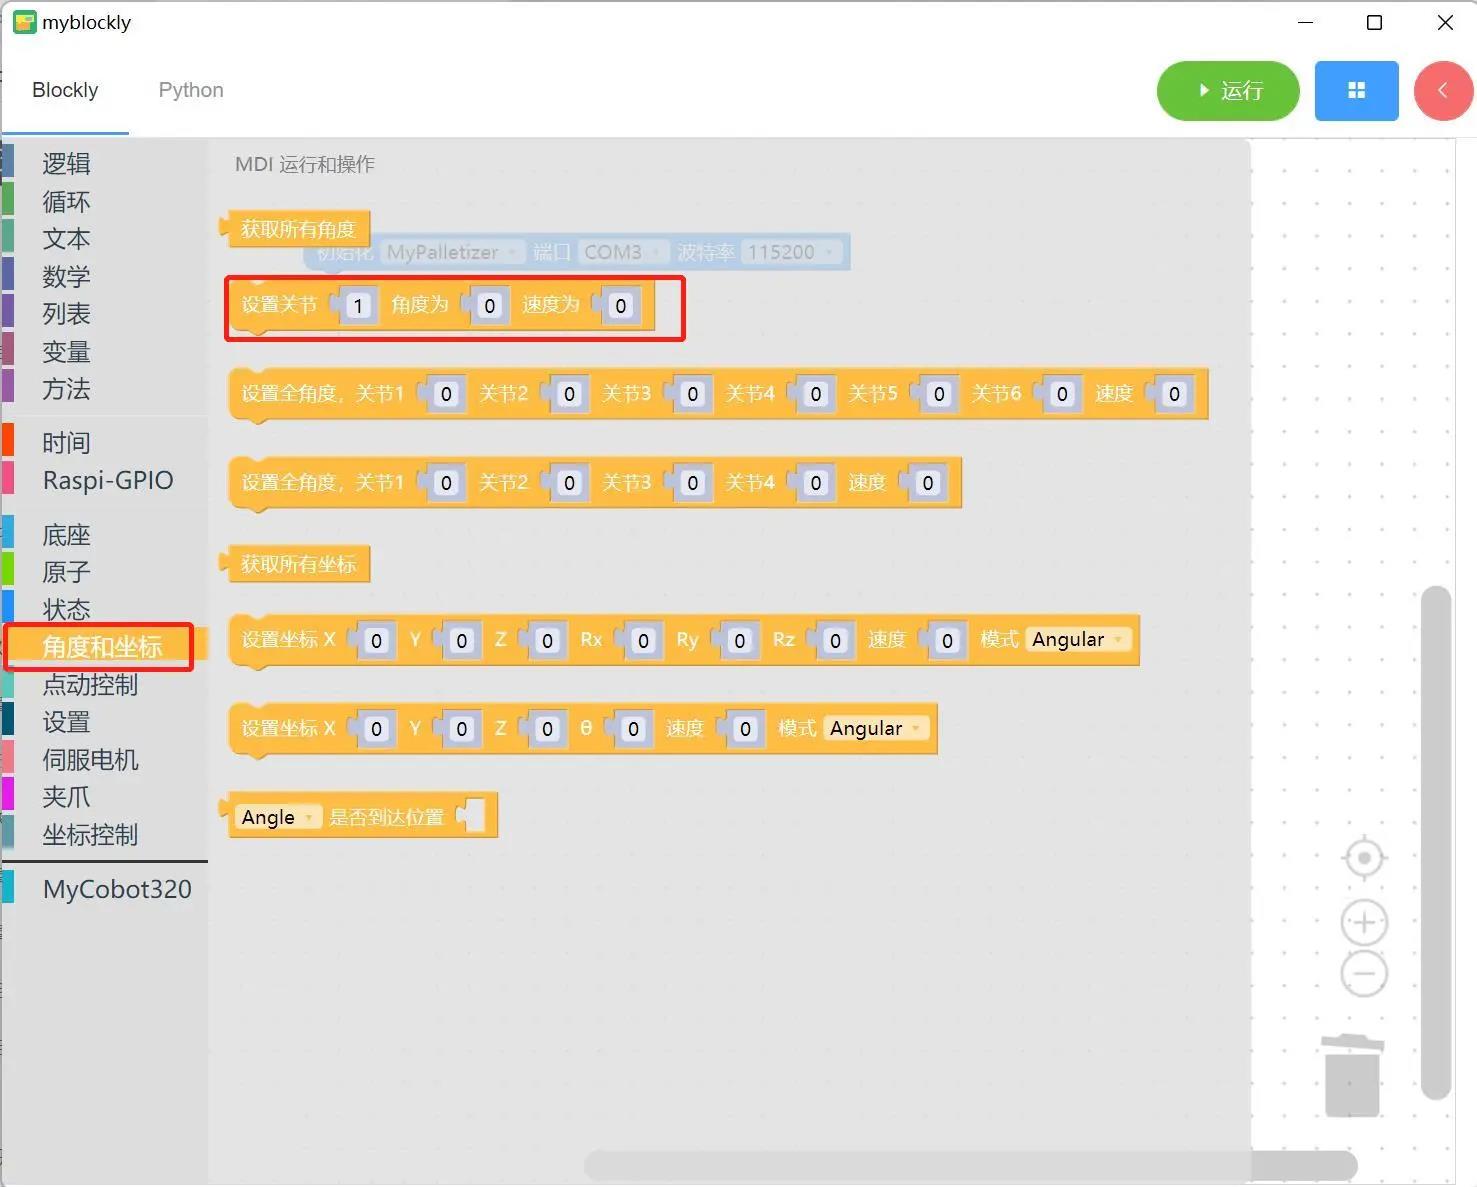 myblockly
Blockly
Python
运行
逻辑
循环
文本
数学
列表
变量
方法
时间
Raspi-GPIO
底座
原子
状态
角度和坐标
点动控制
设置
伺服电机
夹爪
坐标控制
MyCobot320
MDI 运行和操作
获取所有角度
初始化 MyPalletizer 端口 COM3 波特率 115200
设置关节 1 角度为 0 速度为 0
设置全角度，关节1 0 关节2 0 关节3 0 关节4 0 关节5 0 关节6 0 速度 0
设置全角度，关节1 0 关节2 0 关节3 0 关节4 0 速度 0
获取所有坐标
设置坐标 X 0 Y 0 Z 0 Rx 0 Ry 0 Rz 0 速度 0 模式 Angular
设置坐标 X 0 Y 0 Z 0 θ 0 速度 0 模式 Angular
Angle 是否到达位置